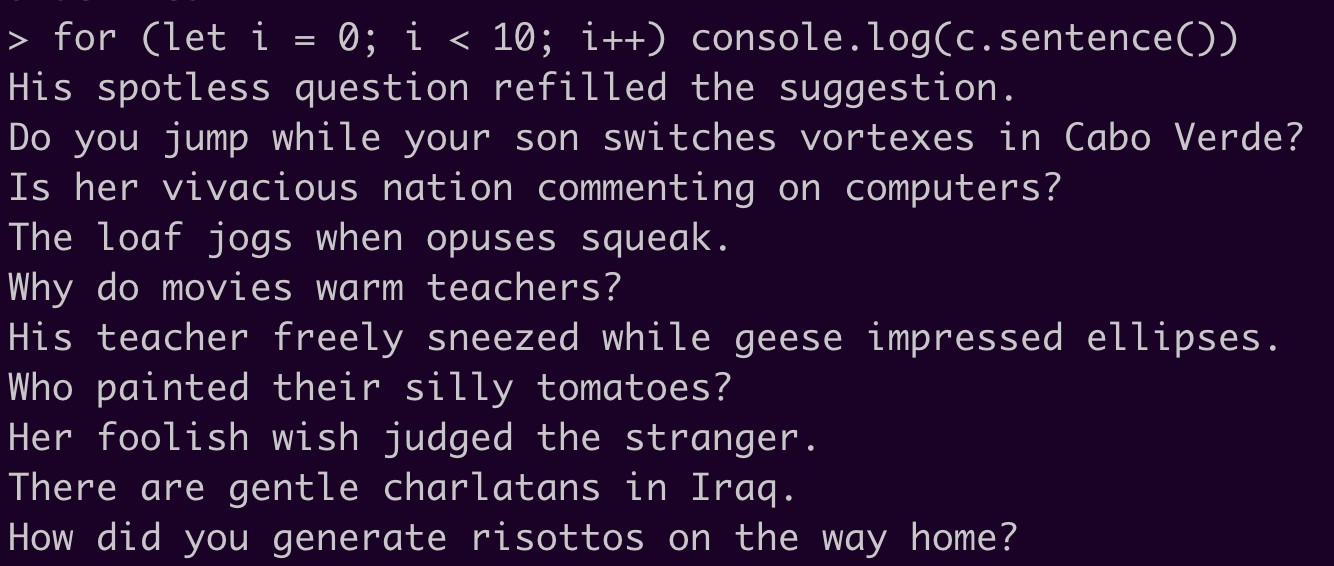 > for (let i = 0; i < 10; i++) console.log(c.sentence())
His spotless question refilled the suggestion.
Do you jump while your son switches vortexes in Cabo Verde?
Is her vivacious nation commenting on computers?
The loaf jogs when opuses squeak.
Why do movies warm teachers?
His teacher freely sneezed while geese impressed ellipses.
Who painted their silly tomatoes?
Her foolish wish judged the stranger.
There are gentle charlatans in Iraq.
How did you generate risottos on the way home?